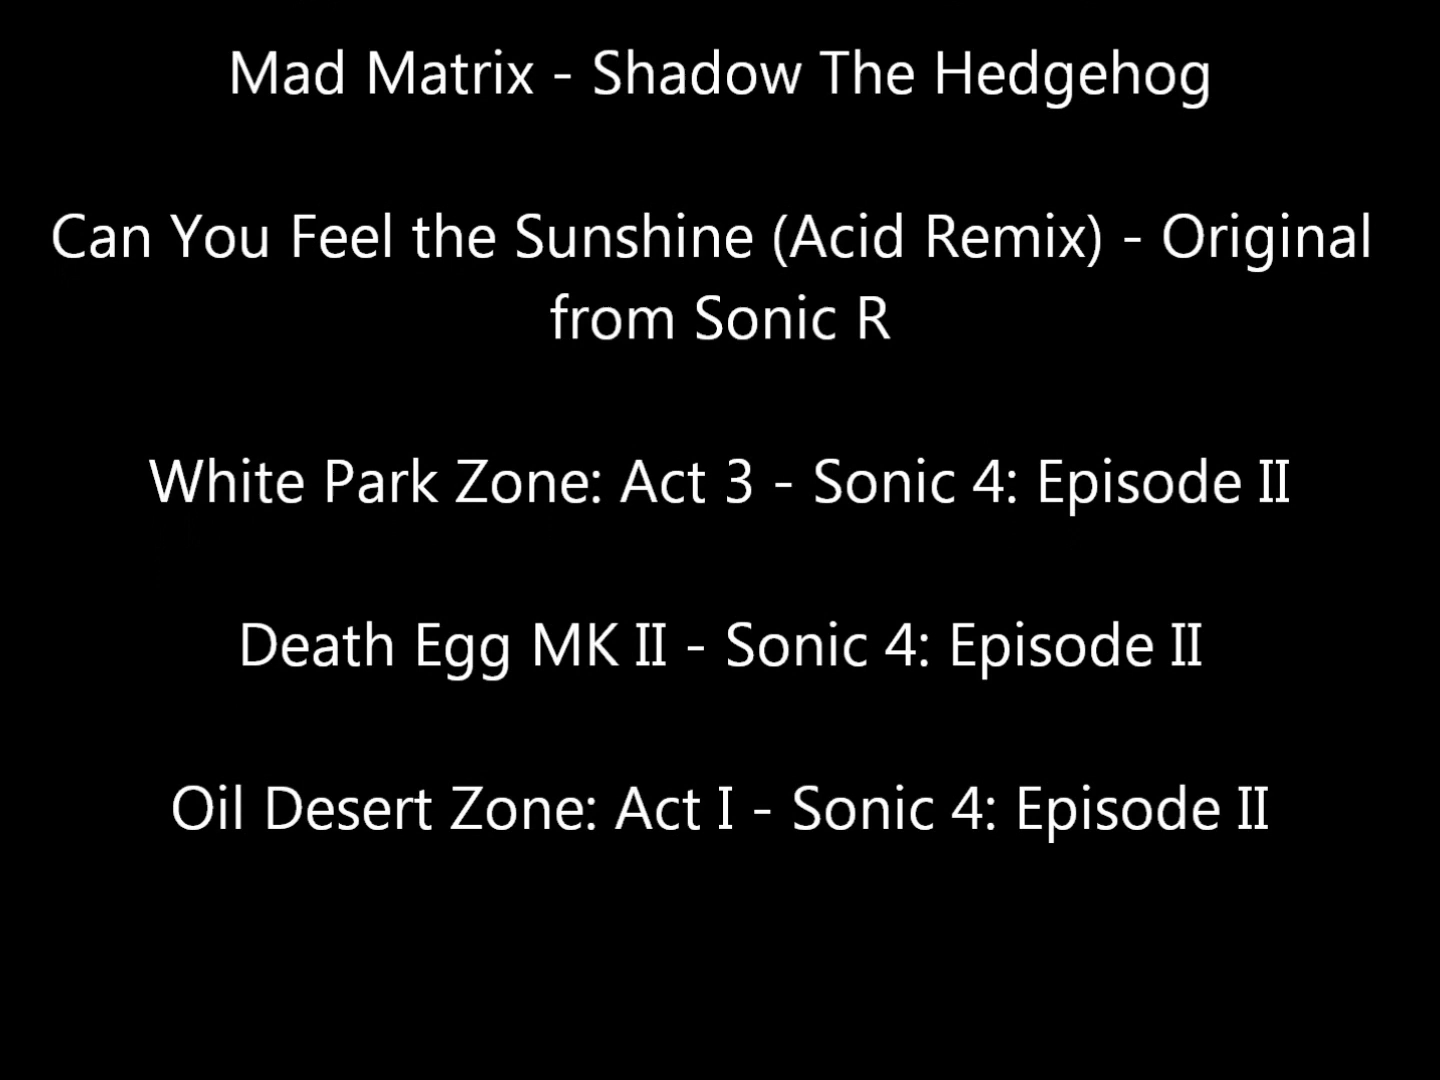 Mad Matrix - Shadow The Hedgehog
Can You Feel the Sunshine (Acid Remix) - Original
from Sonic R
White Park Zone: Act 3 - Sonic 4: Episode II
Death Egg MK II - Sonic 4: Episode II
Oil Desert Zone: Act I - Sonic 4: Episode II